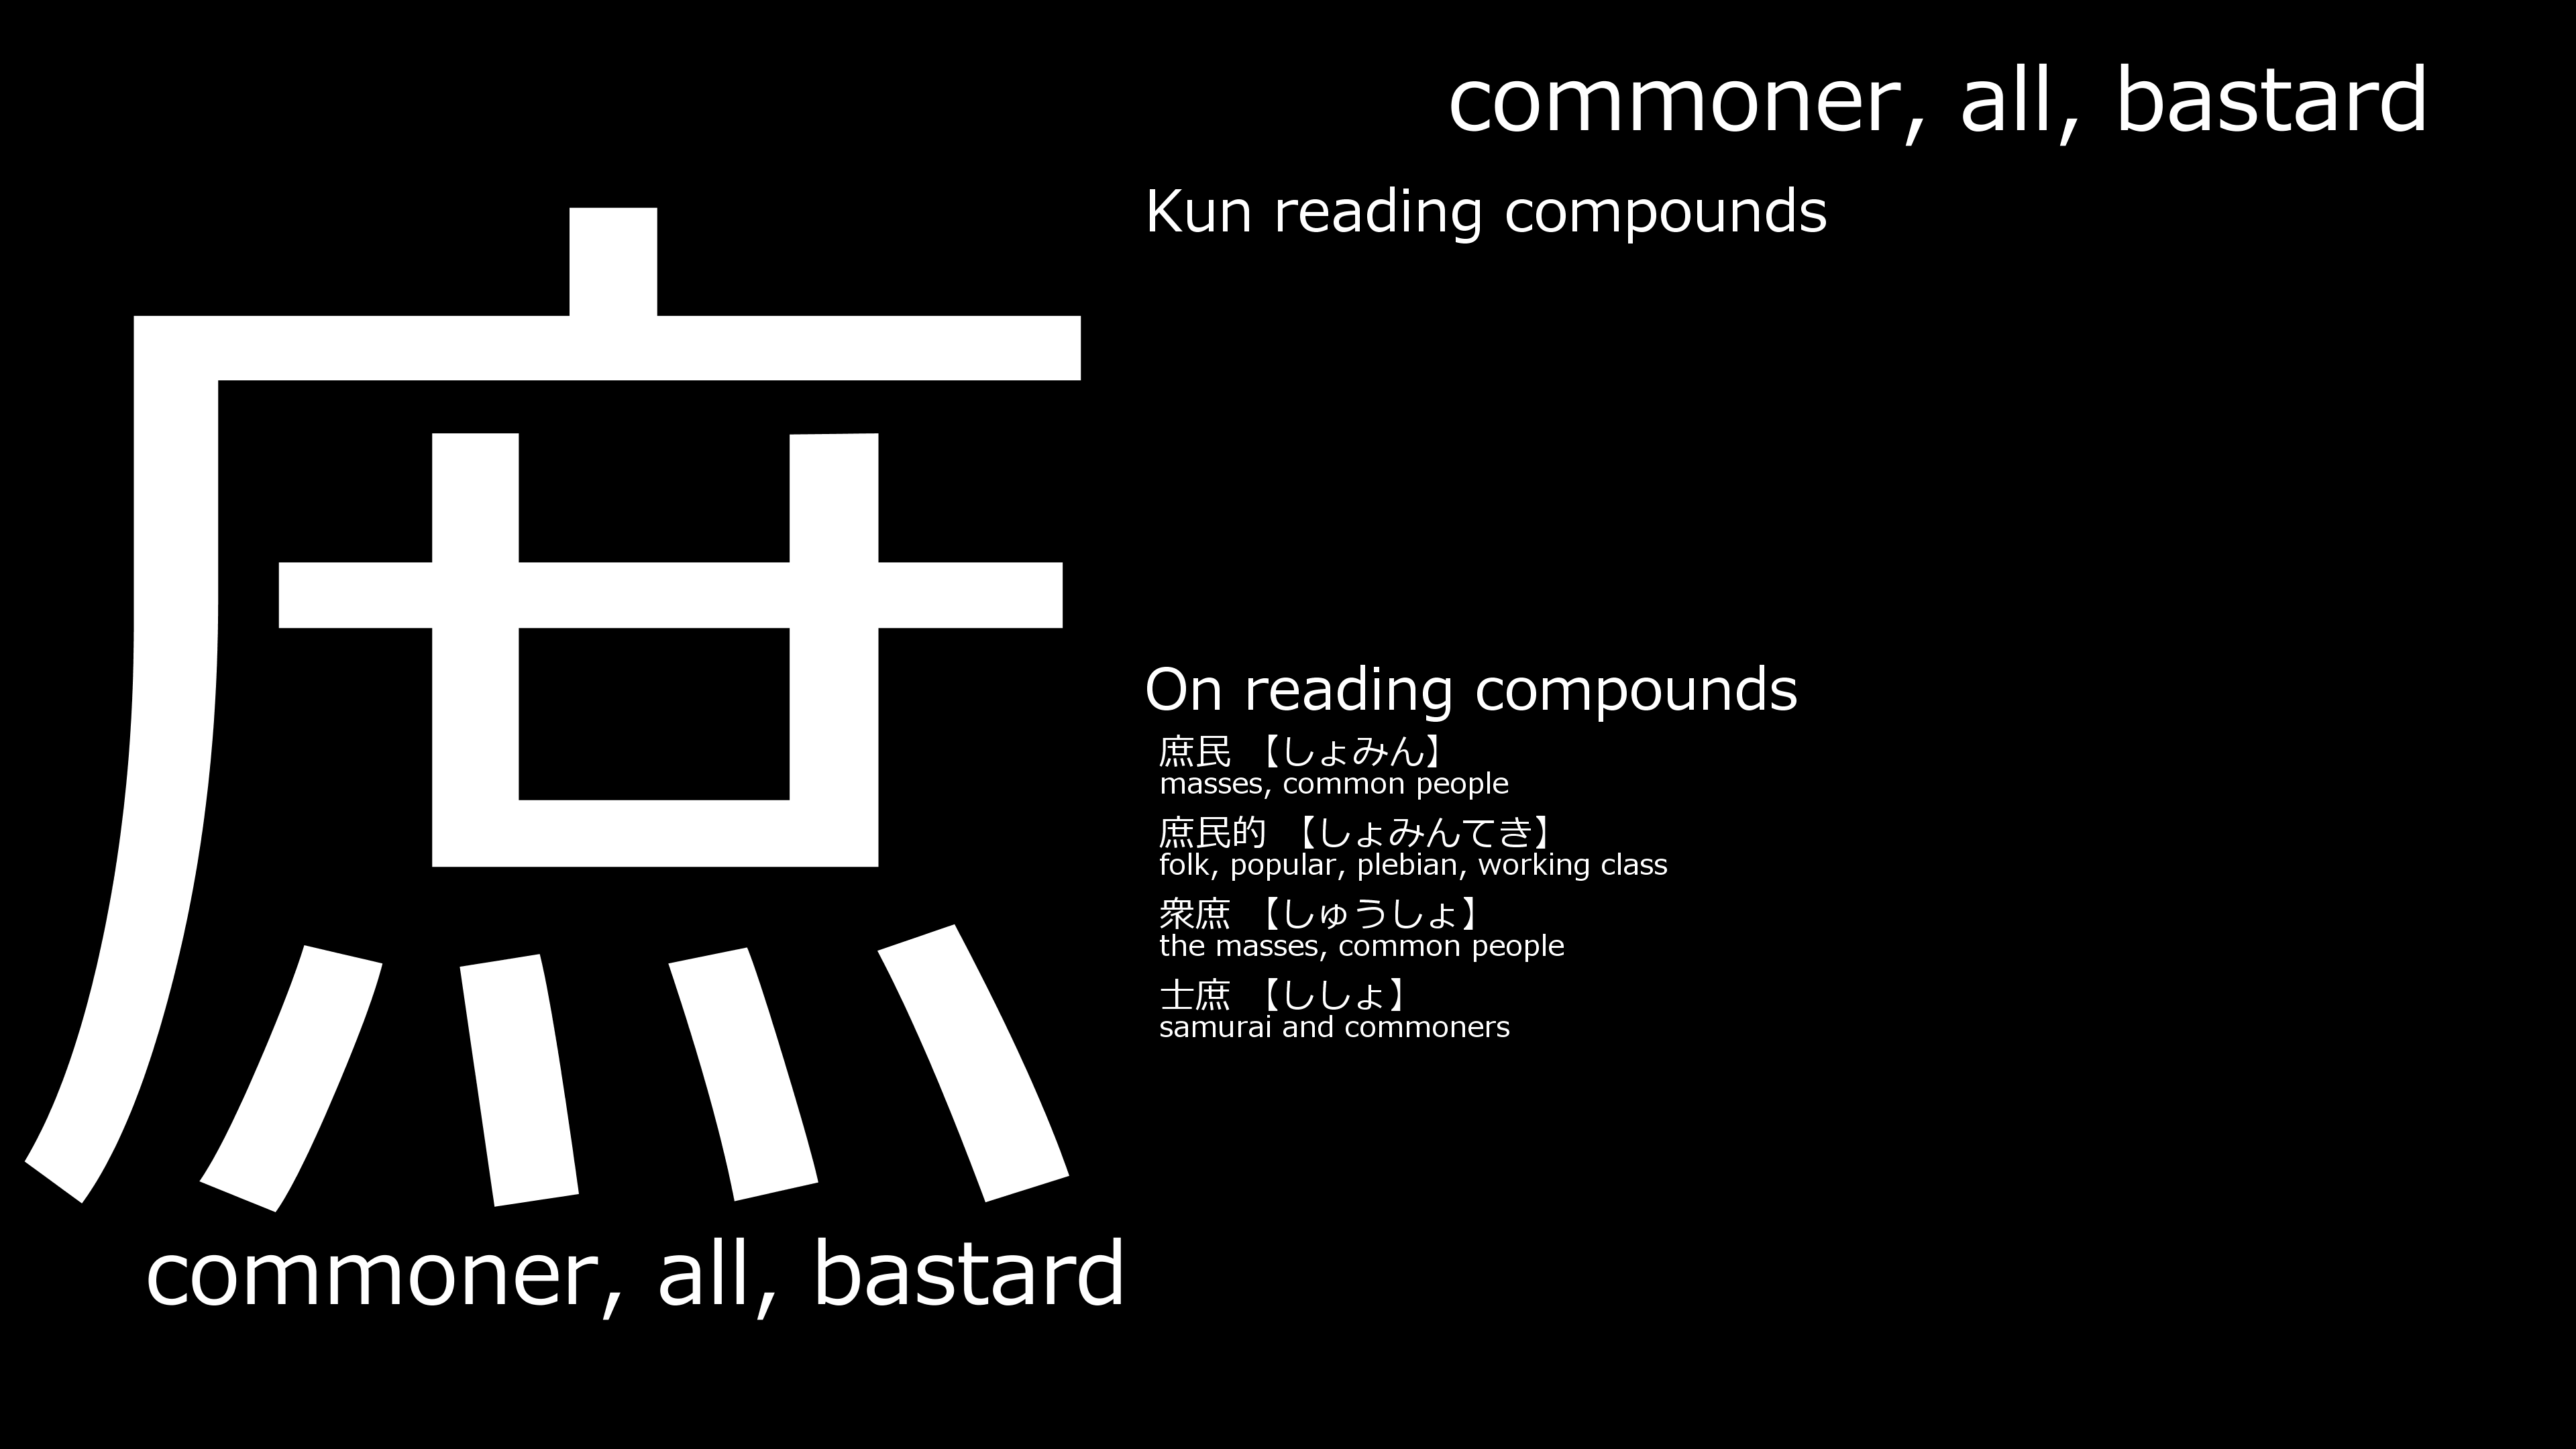 庶
commoner, all, bastard
commoner, all, bastard
Kun reading compounds
On reading compounds
庶民 【しょみん】
masses, common people
庶民的 【しょみんてき】
folk, popular, plebian, working class
衆庶 【しゅうしょ】
the masses, common people
士庶 【ししょ】
samurai and commoners